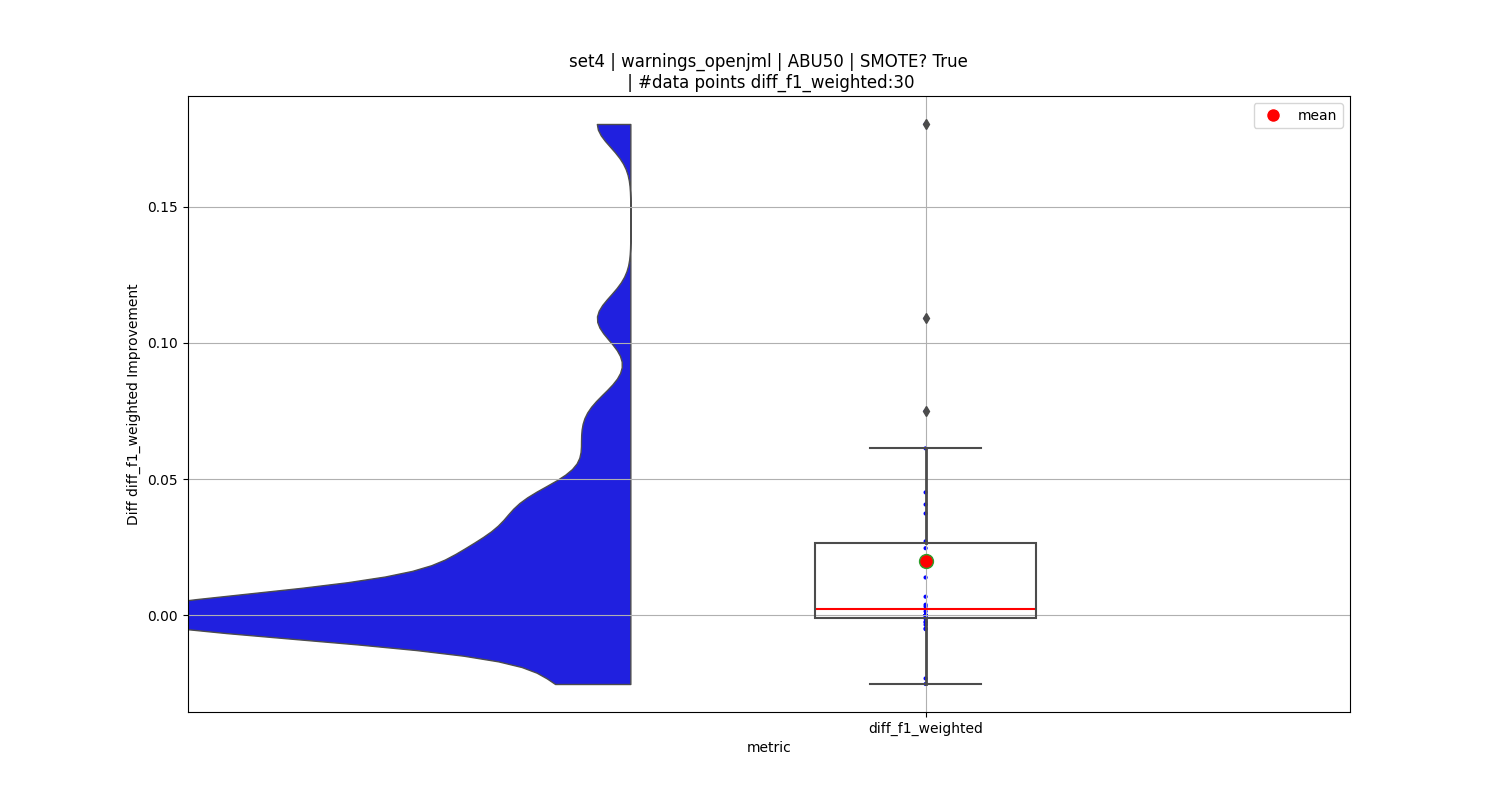 set4 | warnings_openjml | ABU50 | SMOTE? True
| #data points diff_f1_weighted:30
mean
Diff diff_f1_weighted Improvement
0.15
0.10
0.05
0.00
diff_f1_weighted
metric